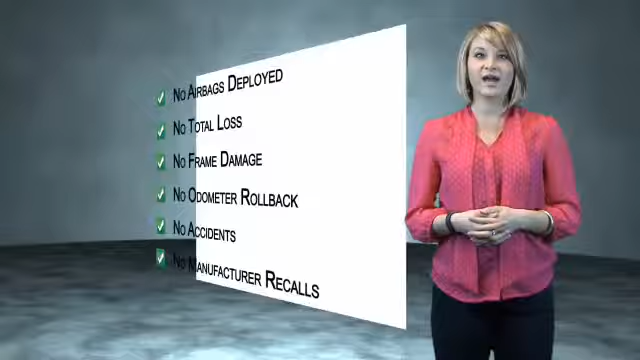 No Airbags Deployed
No Total Loss
No Frame Damage
No Odometer Rollback
No Accidents
No Manufacturer Recalls